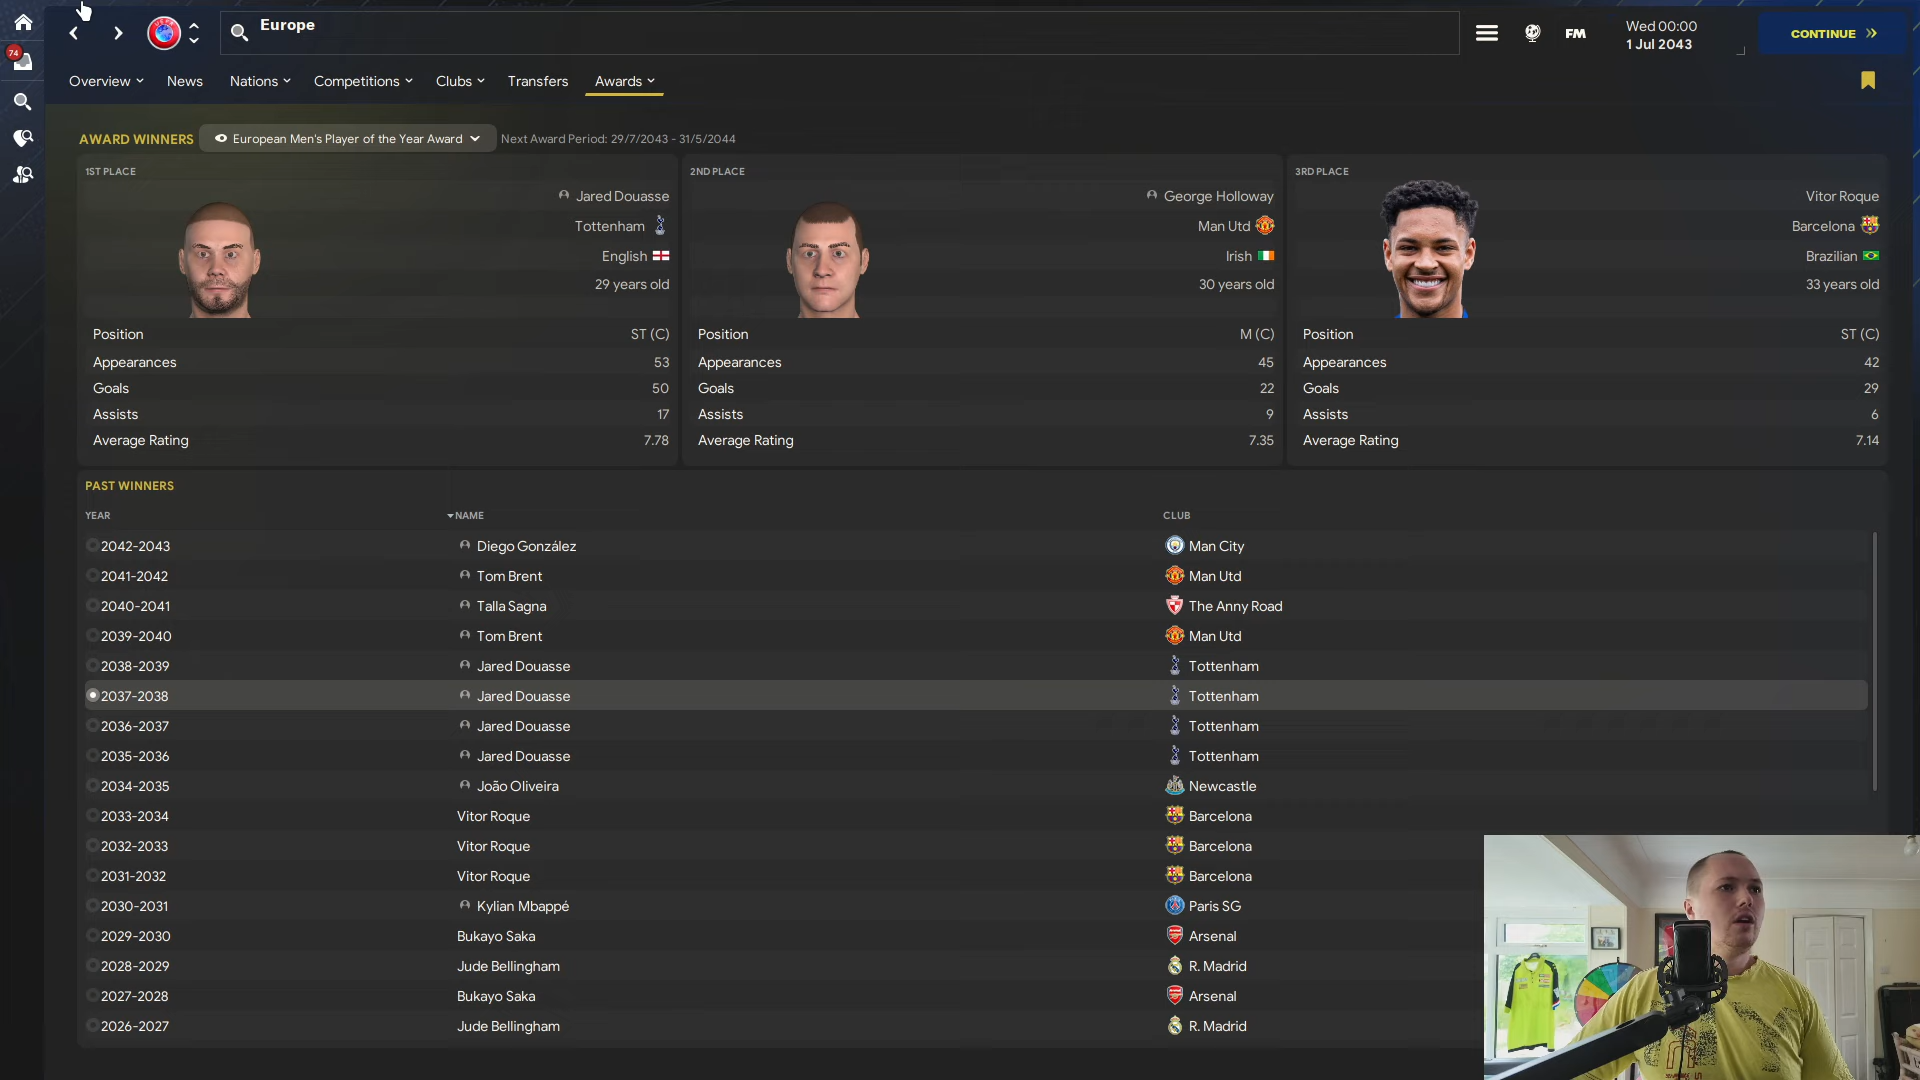 Europe
FM
Wed 00:00
1 Jul 2043
CONTINUE
74
Overview
News
Nations
Competitions
Clubs
Transfers
Awards
AWARD WINNERS
European Men's Player of the Year Award
Next Award Period: 29/7/2043 - 31/5/2044
1ST PLACE
Jared Douasse
Tottenham
English
29 years old
Position ST (C)
Appearances 53
Goals 50
Assists 17
Average Rating 7.78
2ND PLACE
George Holloway
Man Utd
Irish
30 years old
Position M (C)
Appearances 45
Goals 22
Assists 9
Average Rating 7.35
3RD PLACE
Vitor Roque
Barcelona
Brazilian
33 years old
Position ST (C)
Appearances 42
Goals 29
Assists 6
Average Rating 7.14
PAST WINNERS
YEAR NAME CLUB
2042-2043 Diego González Man City
2041-2042 Tom Brent Man Utd
2040-2041 Talla Sagna The Anny Road
2039-2040 Tom Brent Man Utd
2038-2039 Jared Douasse Tottenham
2037-2038 Jared Douasse Tottenham
2036-2037 Jared Douasse Tottenham
2035-2036 Jared Douasse Tottenham
2034-2035 João Oliveira Newcastle
2033-2034 Vitor Roque Barcelona
2032-2033 Vitor Roque Barcelona
2031-2032 Vitor Roque Barcelona
2030-2031 Kylian Mbappé Paris SG
2029-2030 Bukayo Saka Arsenal
2028-2029 Jude Bellingham R. Madrid
2027-2028 Bukayo Saka Arsenal
2026-2027 Jude Bellingham R. Madrid